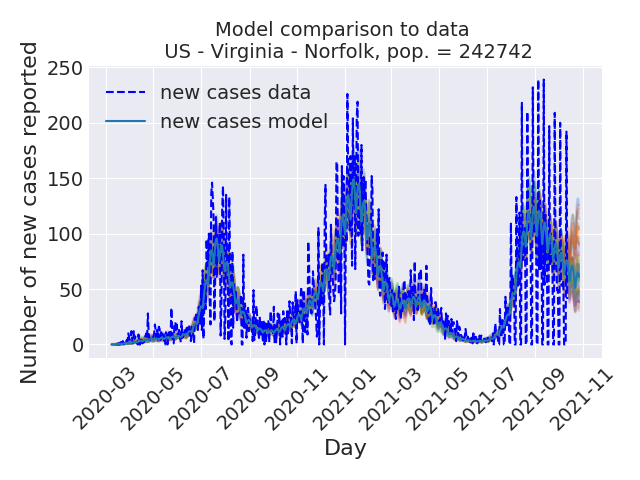 Model comparison to data
US - Virginia - Norfolk, pop. = 242742
Number of new cases reported
250
200
150
100
50
0
new cases data
new cases model
2020-03
2020-05
2020-07
2020-09
2020-11
2021-01
2021-03
2021-05
2021-07
2021-09
2021-11
Day